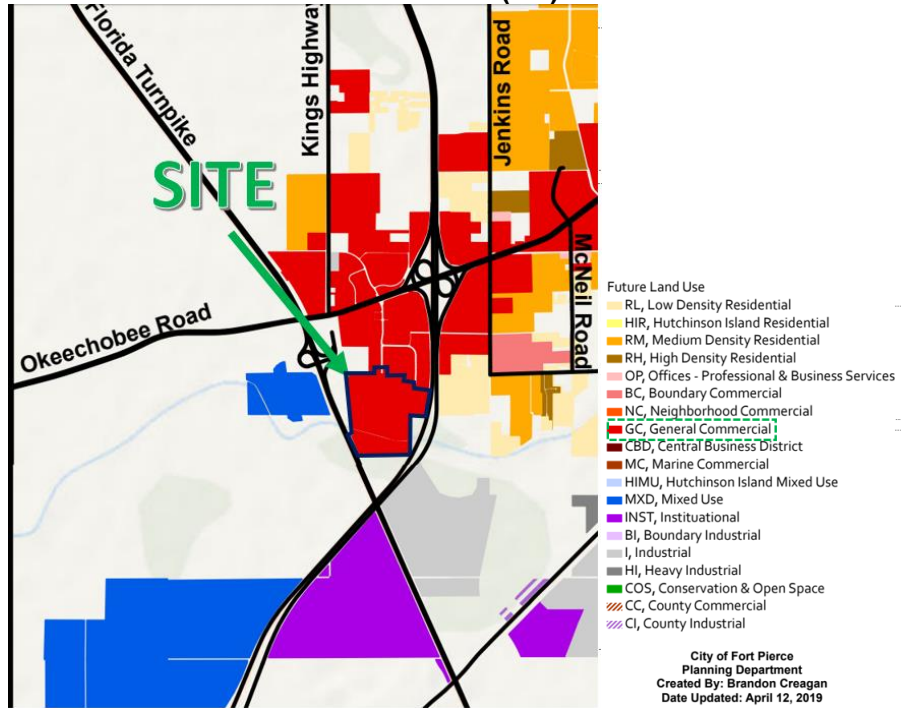 Florida Turnpike
Kings Highway
Jenkins Road
SITE
McNeil Road
Okeechobee Road
Future Land Use
RL, Low Density Residential
HIR, Hutchinson Island Residential
RM, Medium Density Residential
RH, High Density Residential
OP, Offices - Professional & Business Services
BC, Boundary Commercial
NC, Neighborhood Commercial
GC, General Commercial
CBD, Central Business District
MC, Marine Commercial
HIMU, Hutchinson Island Mixed Use
MXD, Mixed Use
INST, Instituational
BI, Boundary Industrial
I, Industrial
HI, Heavy Industrial
COS, Conservation & Open Space
CC, County Commercial
CI, County Industrial
City of Fort Pierce
Planning Department
Created By: Brandon Creagan
Date Updated: April 12, 2019